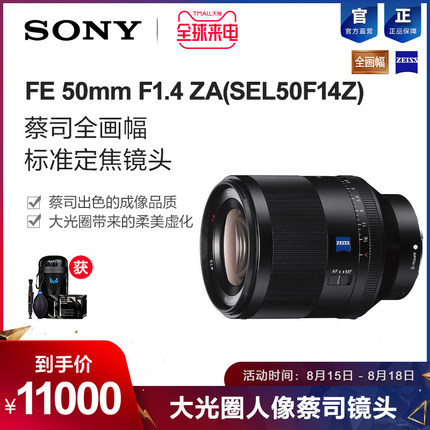 SONY
TMALL天猫
全球来电
官
官方直营
正
正品保障
全画幅
ZEISS
FE 50mm F1.4 ZA(SEL50F14Z)
蔡司全画幅
标准定焦镜头
蔡司出色的成像品质
大光圈带来的柔美虚化
获
ZEISS
AF MF
E-mount
到手价
¥11000
活动时间：8月15日 - 8月18日
大光圈人像蔡司镜头